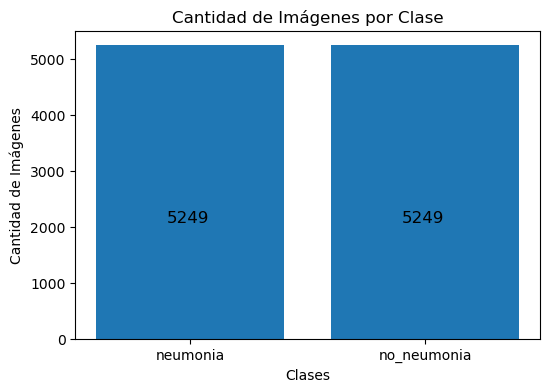 Cantidad de Imágenes por Clase
Cantidad de Imágenes
5000
4000
3000
2000
1000
0
5249
5249
neumonia
no_neumonia
Clases